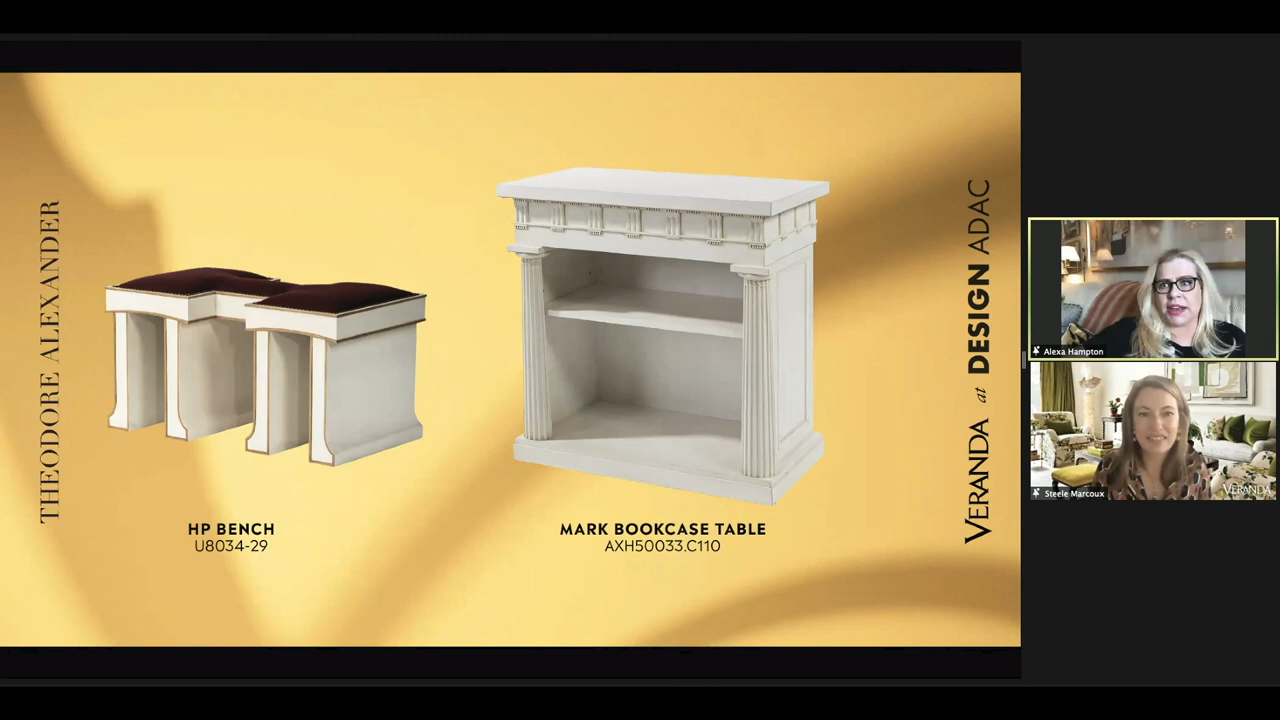 THEODORE ALEXANDER
HP BENCH
U8034-29
MARK BOOKCASE TABLE
AXH50033.C110
VERANDA at DESIGN ADAC
Alexa Hampton
Steele Marcoux
VERANDA